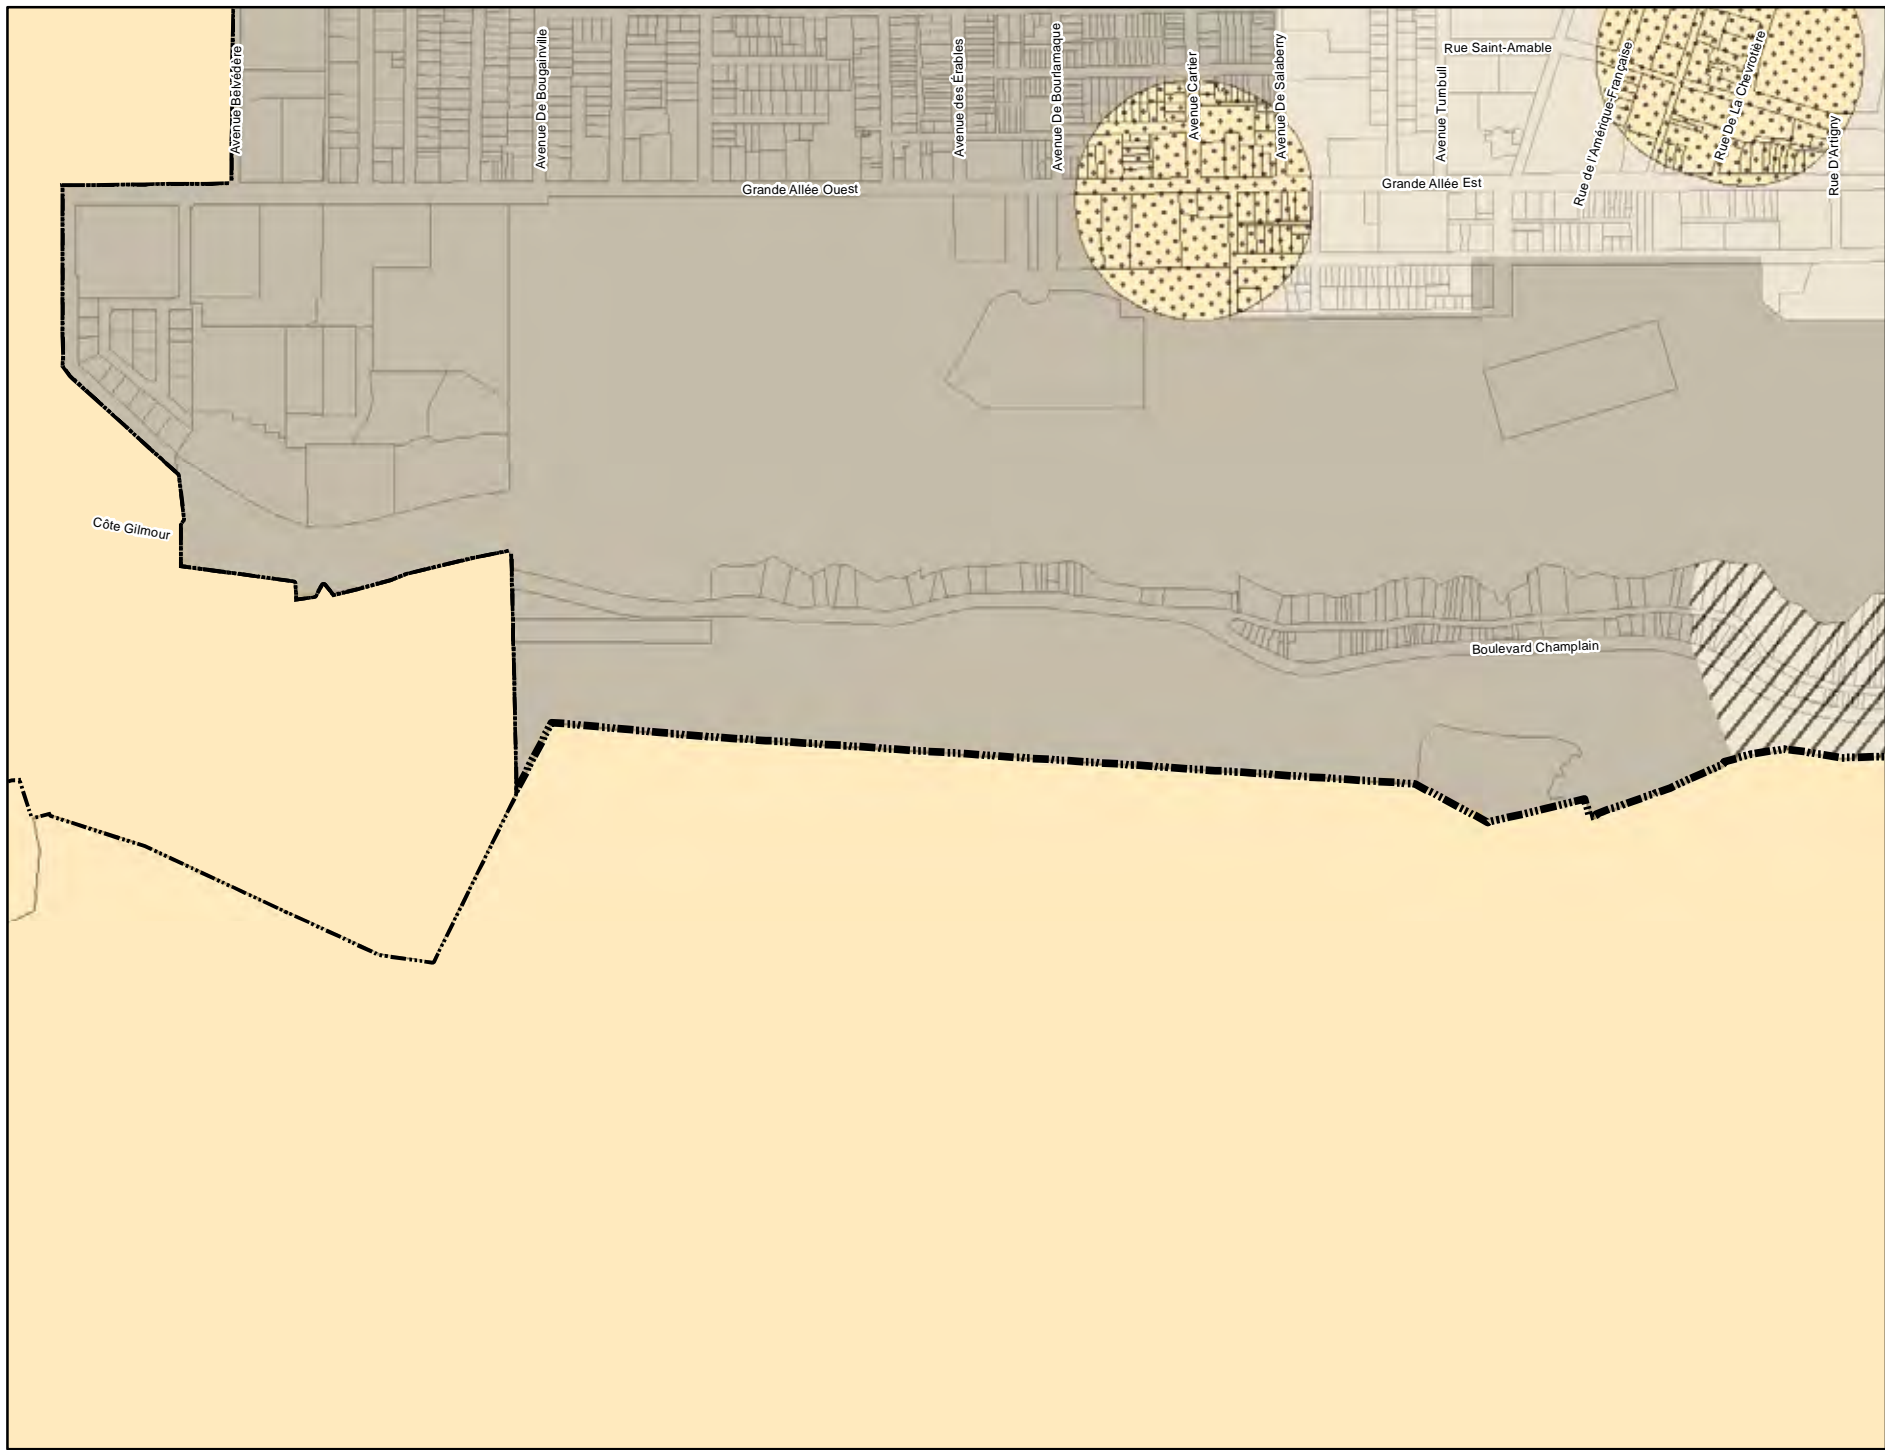 Rue Saint-Amable
Avenue Belvédère
Avenue De Bougainville
Avenue des Érables
Avenue De Bourlamaque
Avenue Cartier
Avenue De Salaberry
Avenue Turnbull
Rue de l'Amérique-Française
Rue De La Chevrotière
Rue D'Artigny
Grande Allée Ouest
Grande Allée Est
Côte Gilmour
Boulevard Champlain